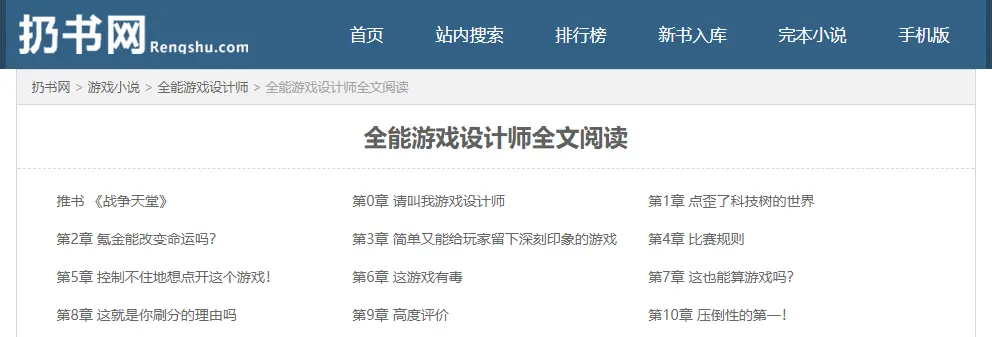 扔书网 Rengshu.com 首页 站内搜索 排行榜 新书入库 完本小说 手机版
扔书网 > 游戏小说 > 全能游戏设计师 > 全能游戏设计师全文阅读
全能游戏设计师全文阅读
推书 《战争天堂》 第0章 请叫我游戏设计师 第1章 点歪了科技树的世界
第2章 氪金能改变命运吗? 第3章 简单又能给玩家留下深刻印象的游戏 第4章 比赛规则
第5章 控制不住地想点开这个游戏! 第6章 这游戏有毒 第7章 这也能算游戏吗?
第8章 这就是你刷分的理由吗 第9章 高度评价 第10章 压倒性的第一!